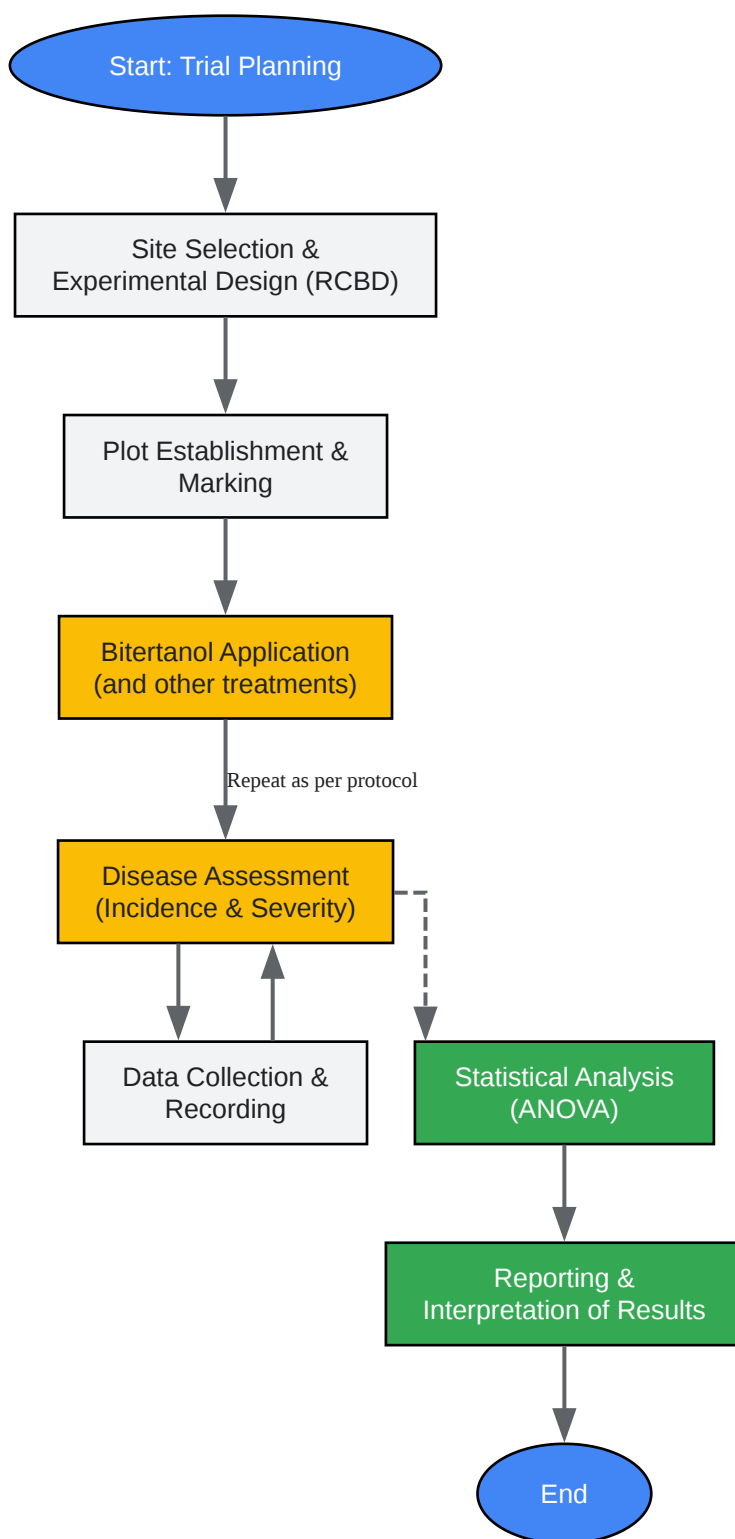 Start: Trial Planning
Site Selection &
Experimental Design (RCBD)
Plot Establishment &
Marking
Bitertanol Application
(and other treatments)
Repeat as per protocol
Disease Assessment
(Incidence & Severity)
Data Collection &
Recording
Statistical Analysis
(ANOVA)
Reporting &
Interpretation of Results
End